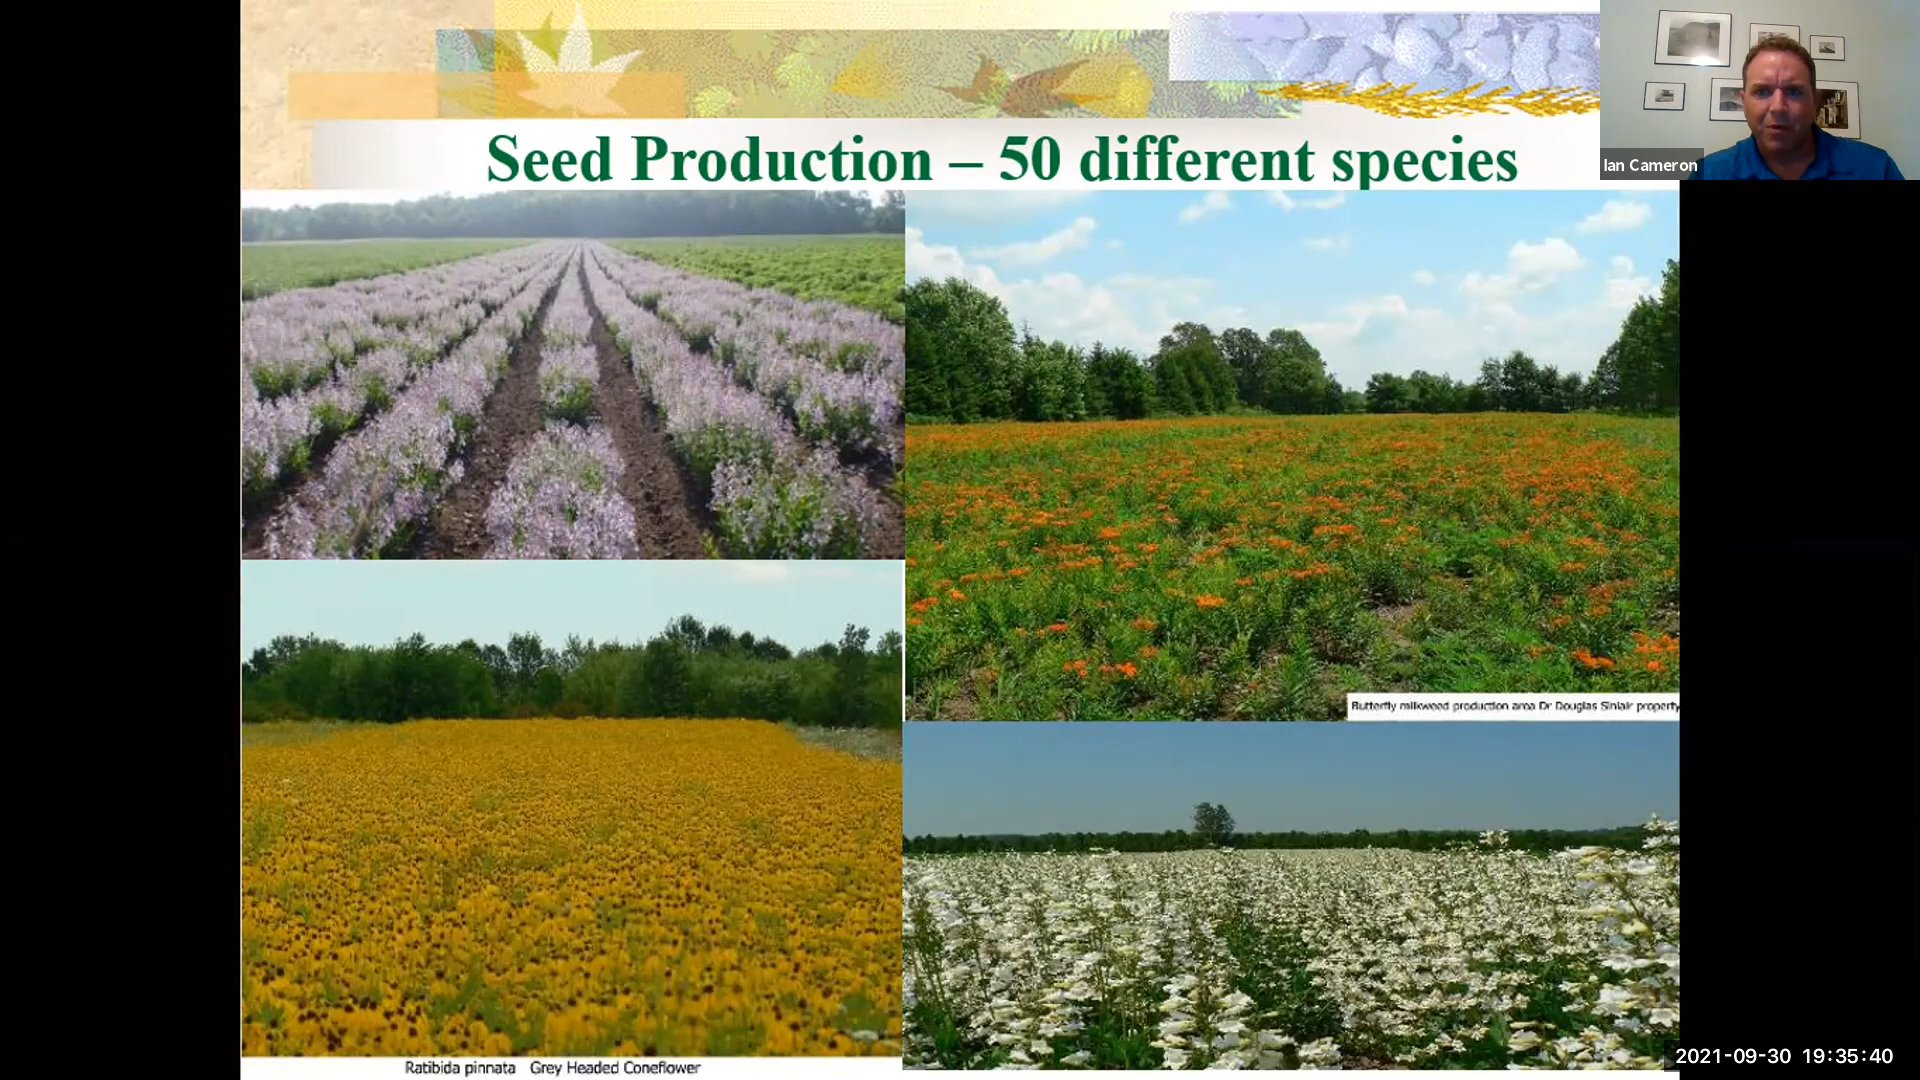 Seed Production – 50 different species
Ian Cameron
Butterfly milkweed production area Dr Douglas Sinlair property
Ratibida pinnata Grey Headed Coneflower
2021-09-30 19:35:40